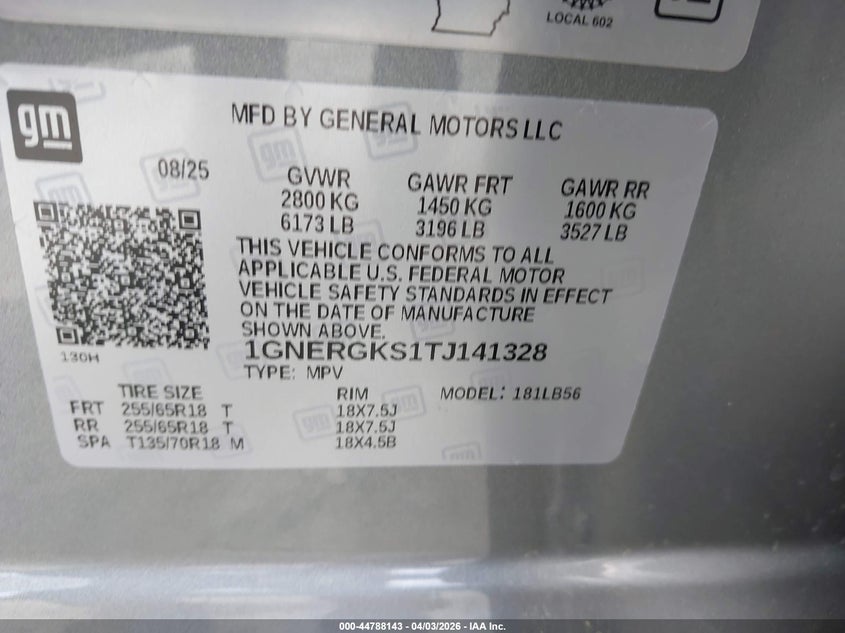 LOCAL 602
gm
MFD BY GENERAL MOTORS LLC
08/25
GVWR GAWR FRT GAWR RR
2800 KG 1450 KG 1600 KG
6173 LB 3196 LB 3527 LB
THIS VEHICLE CONFORMS TO ALL
APPLICABLE U.S. FEDERAL MOTOR
VEHICLE SAFETY STANDARDS IN EFFECT
ON THE DATE OF MANUFACTURE
SHOWN ABOVE.
130H
1GNERGKS1TJ141328
TYPE: MPV
TIRE SIZE RIM MODEL: 181LB56
FRT 255/65R18 T 18X7.5J
RR 255/65R18 T 18X7.5J
SPA T135/70R18 M 18X4.5B
000-44788143 - 04/03/2026 - IAA Inc.